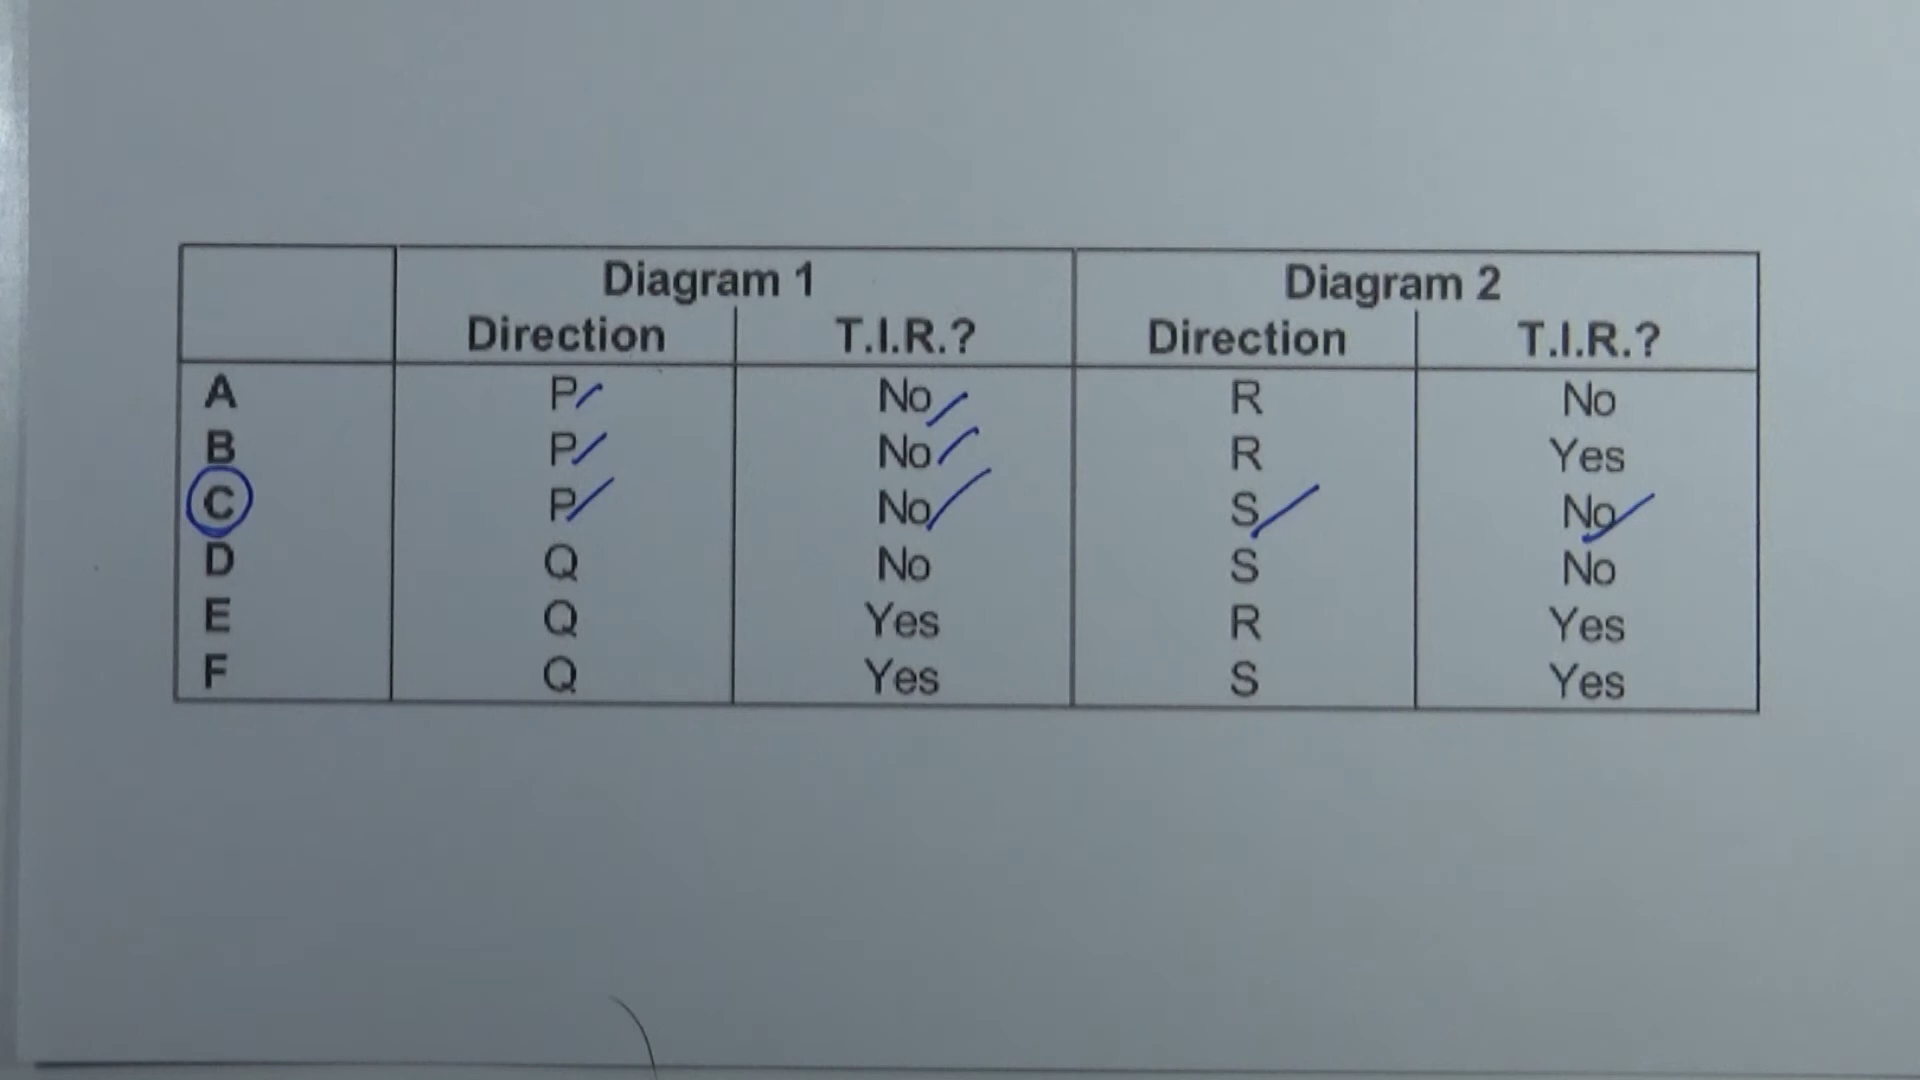 Diagram 1 Diagram 2
Direction T.I.R.? Direction T.I.R.?
A P No R No
B P No R Yes
C P No S No
D Q No S No
E Q Yes R Yes
F Q Yes S Yes